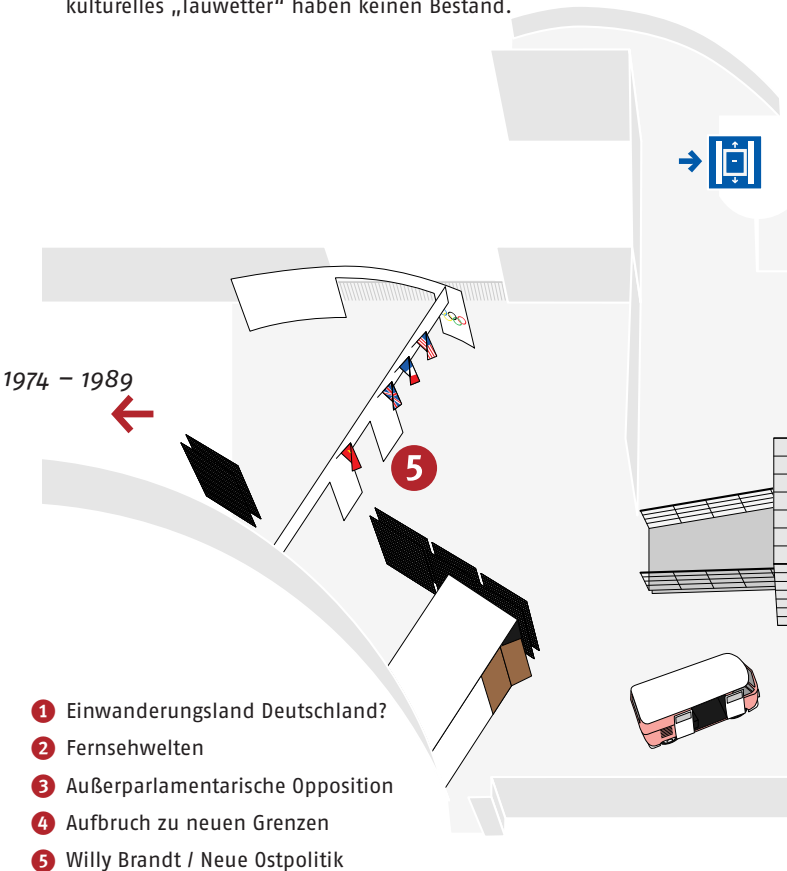 kulturelles „Tauwetter“ haben keinen Bestand.
1974 – 1989
5
1 Einwanderungsland Deutschland?
2 Fernsehwelten
3 Außerparlamentarische Opposition
4 Aufbruch zu neuen Grenzen
5 Willy Brandt / Neue Ostpolitik